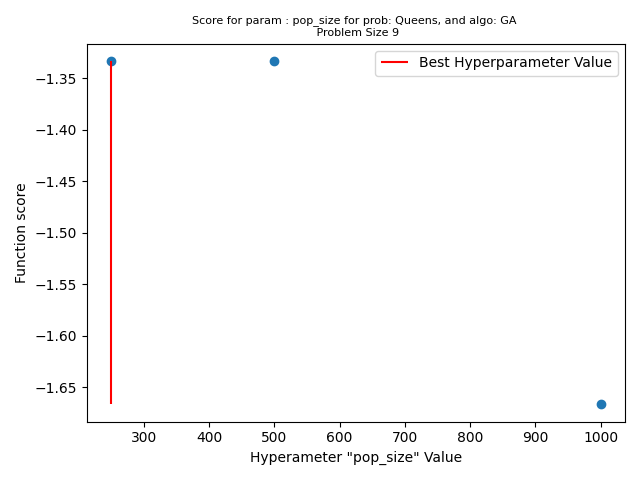 Score for param : pop_size for prob: Queens, and algo: GA
Problem Size 9
Best Hyperparameter Value
Function score
−1.35
−1.40
−1.45
−1.50
−1.55
−1.60
−1.65
300 400 500 600 700 800 900 1000
Hyperameter "pop_size" Value